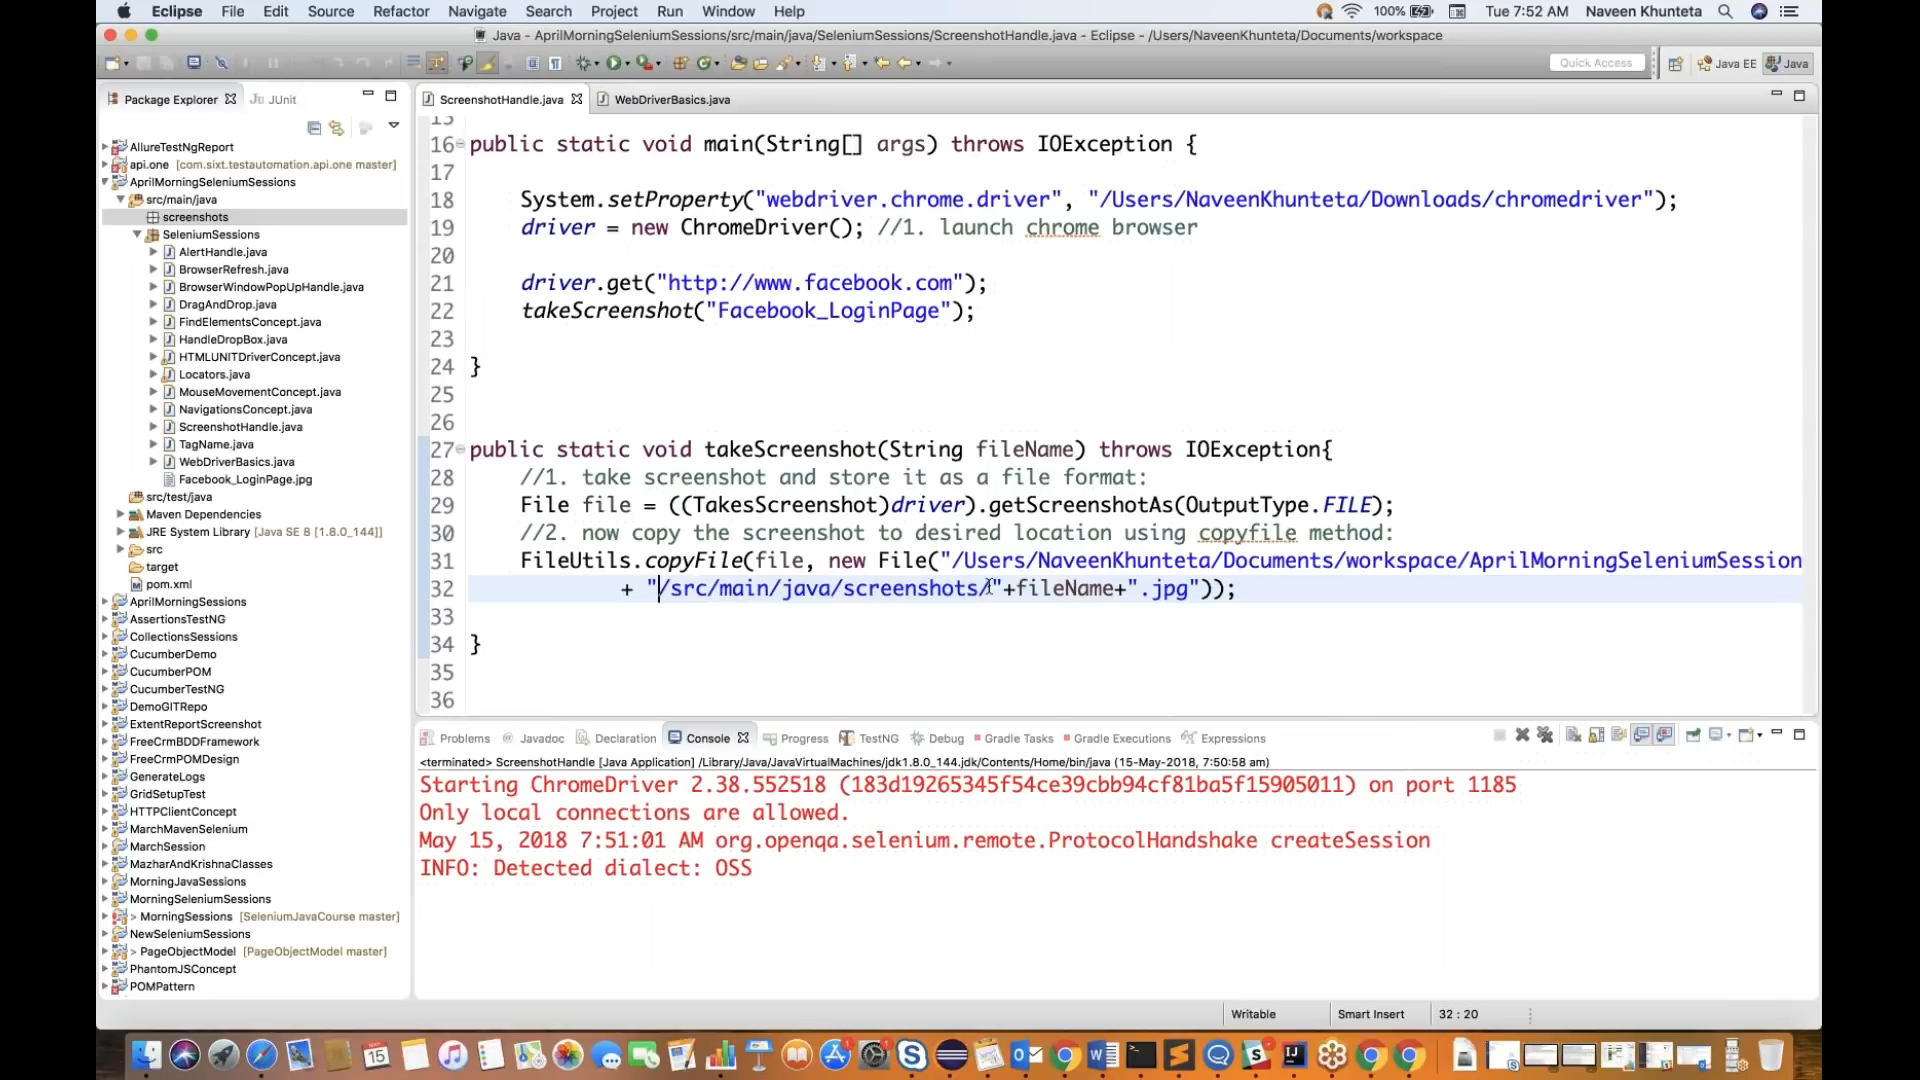 Eclipse File Edit Source Refactor Navigate Search Project Run Window Help 100% Tue 7:52 AM Naveen Khunteta
Java - AprilMorningSeleniumSessions/src/main/java/SeleniumSessions/ScreenshotHandle.java - Eclipse - /Users/NaveenKhunteta/Documents/workspace
Quick Access Java EE Java
Package Explorer JUnit
AllureTestNgReport
api.one [com.sixt.testautomation.api.one master]
AprilMorningSeleniumSessions
src/main/java
screenshots
SeleniumSessions
AlertHandle.java
BrowserRefresh.java
BrowserWindowPopUpHandle.java
DragAndDrop.java
FindElementsConcept.java
HandleDropBox.java
HTMLUNITDriverConcept.java
Locators.java
MouseMovementConcept.java
NavigationsConcept.java
ScreenshotHandle.java
TagName.java
WebDriverBasics.java
Facebook_LoginPage.jpg
src/test/java
Maven Dependencies
JRE System Library [Java SE 8 [1.8.0_144]]
src
target
pom.xml
AprilMorningSessions
AssertionsTestNG
CollectionsSessions
CucumberDemo
CucumberPOM
CucumberTestNG
DemoGITRepo
ExtentReportScreenshot
FreeCrmBDDFramework
FreeCrmPOMDesign
GenerateLogs
GridSetupTest
HTTPClientConcept
MarchMavenSelenium
MarchSession
MazharAndKrishnaClasses
MorningJavaSessions
MorningSeleniumSessions
> MorningSessions [SeleniumJavaCourse master]
NewSeleniumSessions
> PageObjectModel [PageObjectModel master]
PhantomJSConcept
POMPattern
ScreenshotHandle.java WebDriverBasics.java
15
16 public static void main(String[] args) throws IOException {
17
18 System.setProperty("webdriver.chrome.driver", "/Users/NaveenKhunteta/Downloads/chromedriver");
19 driver = new ChromeDriver(); //1. launch chrome browser
20
21 driver.get("http://www.facebook.com");
22 takeScreenshot("Facebook_LoginPage");
23
24 }
25
26
27 public static void takeScreenshot(String fileName) throws IOException{
28 //1. take screenshot and store it as a file format:
29 File file = ((TakesScreenshot)driver).getScreenshotAs(OutputType.FILE);
30 //2. now copy the screenshot to desired location using copyfile method:
31 FileUtils.copyFile(file, new File("/Users/NaveenKhunteta/Documents/workspace/AprilMorningSeleniumSession
32 + "/src/main/java/screenshots/"+fileName+".jpg"));
33
34 }
35
36
Problems Javadoc Declaration Console Progress TestNG Debug Gradle Tasks Gradle Executions Expressions
<terminated> ScreenshotHandle [Java Application] /Library/Java/JavaVirtualMachines/jdk1.8.0_144.jdk/Contents/Home/bin/java (15-May-2018, 7:50:58 am)
Starting ChromeDriver 2.38.552518 (183d19265345f54ce39cbb94cf81ba5f15905011) on port 1185
Only local connections are allowed.
May 15, 2018 7:51:01 AM org.openqa.selenium.remote.ProtocolHandshake createSession
INFO: Detected dialect: OSS
Writable Smart Insert 32 : 20